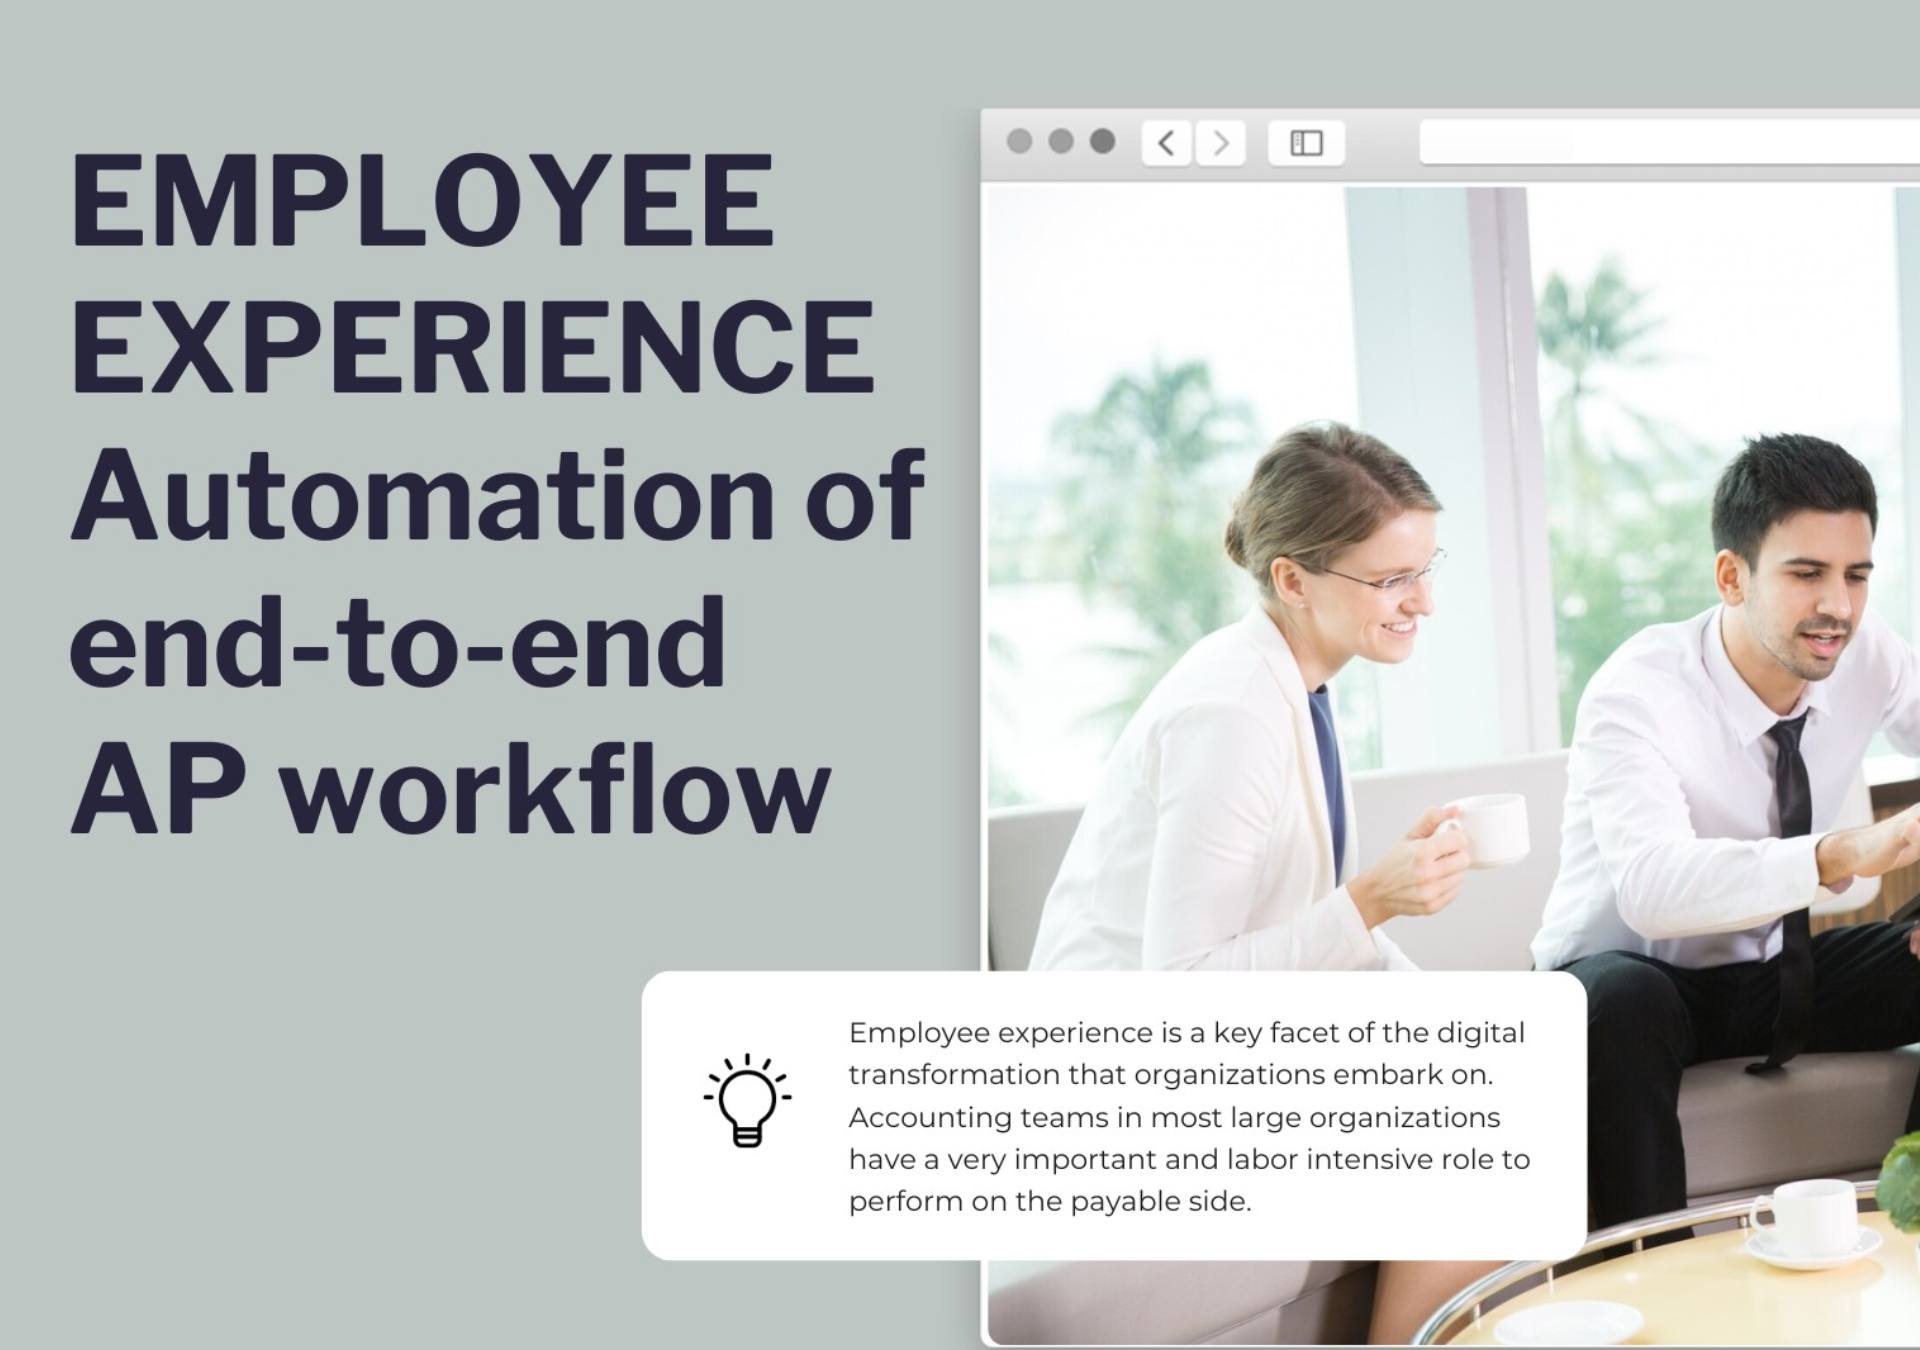 EMPLOYEE
EXPERIENCE
Automation of
end-to-end
AP workflow
Employee experience is a key facet of the digital
transformation that organizations embark on.
Accounting teams in most large organizations
have a very important and labor intensive role to
perform on the payable side.